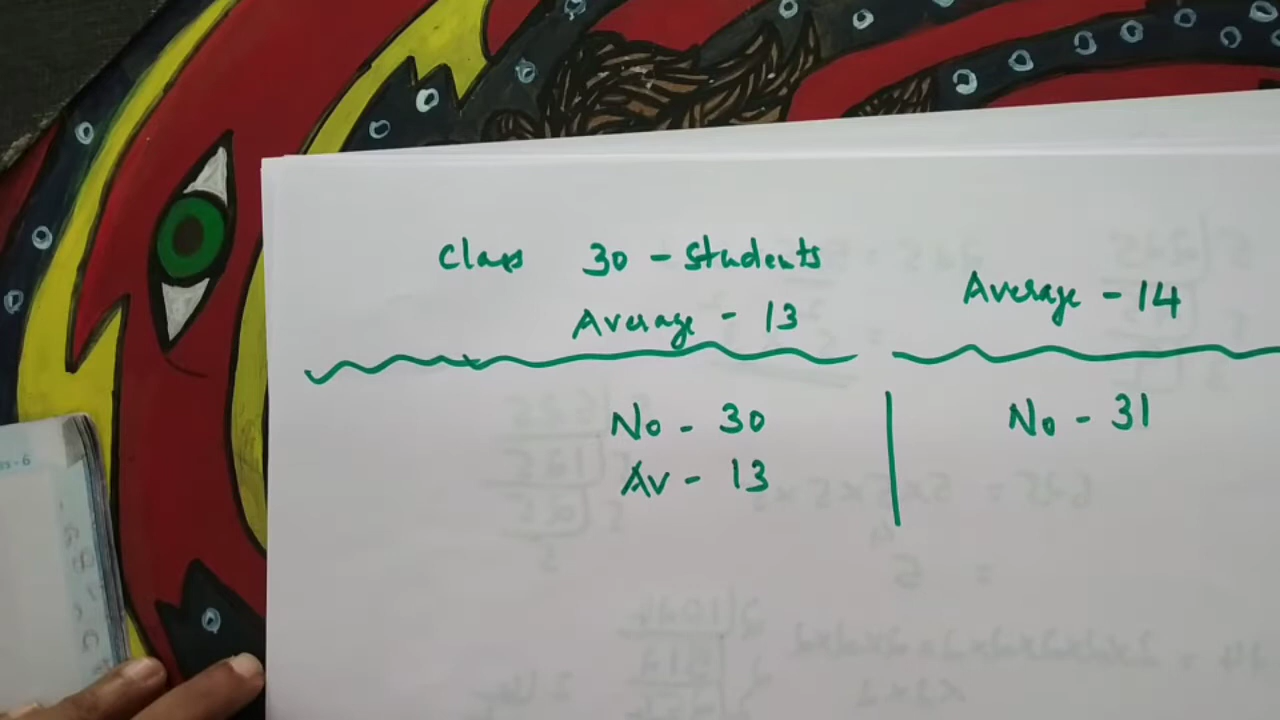 Class 30 - Students
Average - 13
Average - 14
No - 30
Av - 13
No - 31